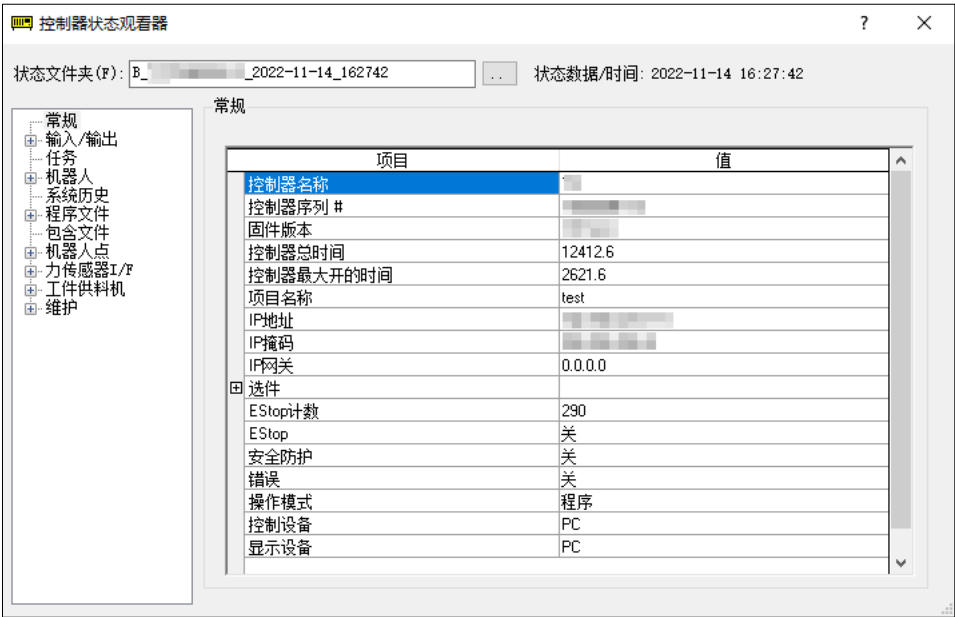 控制器状态观看器 ?
状态文件夹(F): B_ _2022-11-14_162742 .. 状态数据/时间: 2022-11-14 16:27:42
常规
输入/输出
任务
机器人
系统历史
程序文件
包含文件
机器人点
力传感器I/F
工件供料机
维护
常规
项目 值
控制器名称
控制器序列 #
固件版本
控制器总时间 12412.6
控制器最大开的时间 2621.6
项目名称 test
IP地址
IP掩码
IP网关 0.0.0.0
选件
EStop计数 290
EStop 关
安全防护 关
错误 关
操作模式 程序
控制设备 PC
显示设备 PC